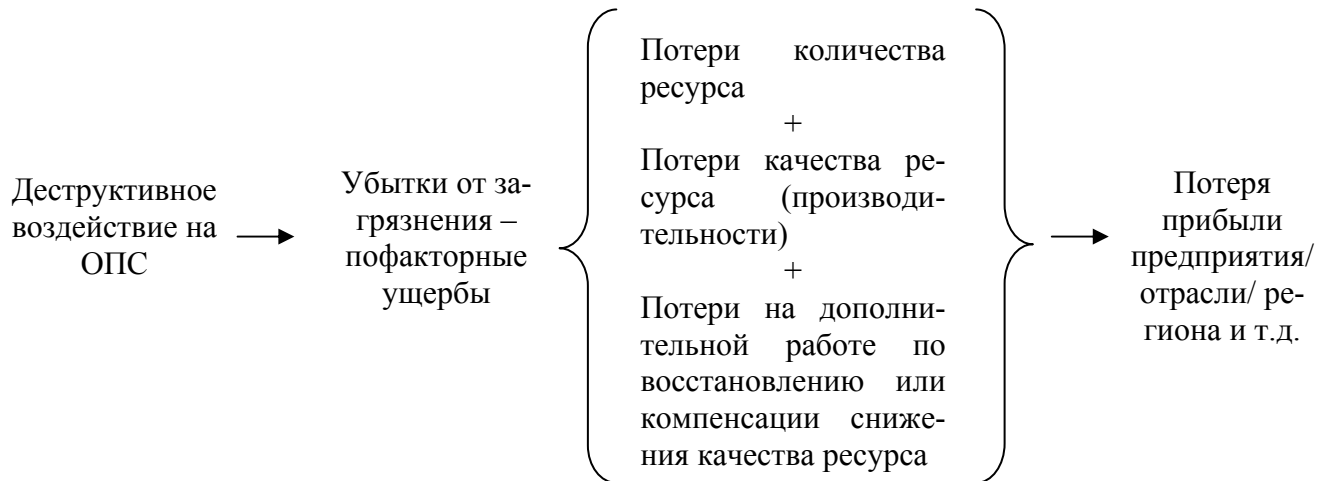 Деструктивное
воздействие на
ОПС
Убытки от за-
грязнения –
пофакторные
ущербы
Потери количества
ресурса
+
Потери качества ре-
сурса (производи-
тельности)
+
Потери на дополни-
тельной работе по
восстановлению или
компенсации сниже-
ния качества ресурса
Потеря
прибыли
предприятия/
отрасли/ ре-
гиона и т.д.